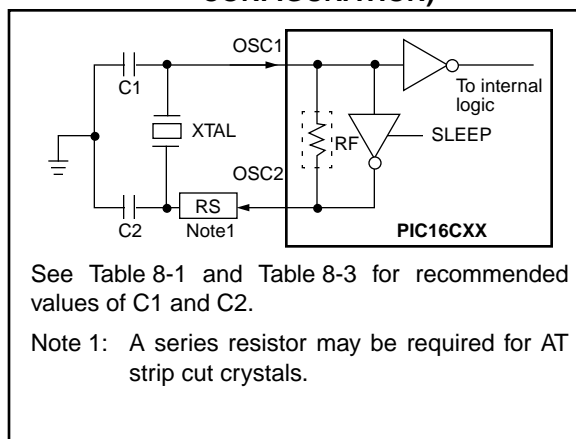 CONFIGURATION)
OSC1
C1
To internal
logic
XTAL
RF
SLEEP
OSC2
RS
C2
Note1
PIC16CXX
See Table 8-1 and Table 8-3 for recommended
values of C1 and C2.
Note 1: A series resistor may be required for AT
strip cut crystals.